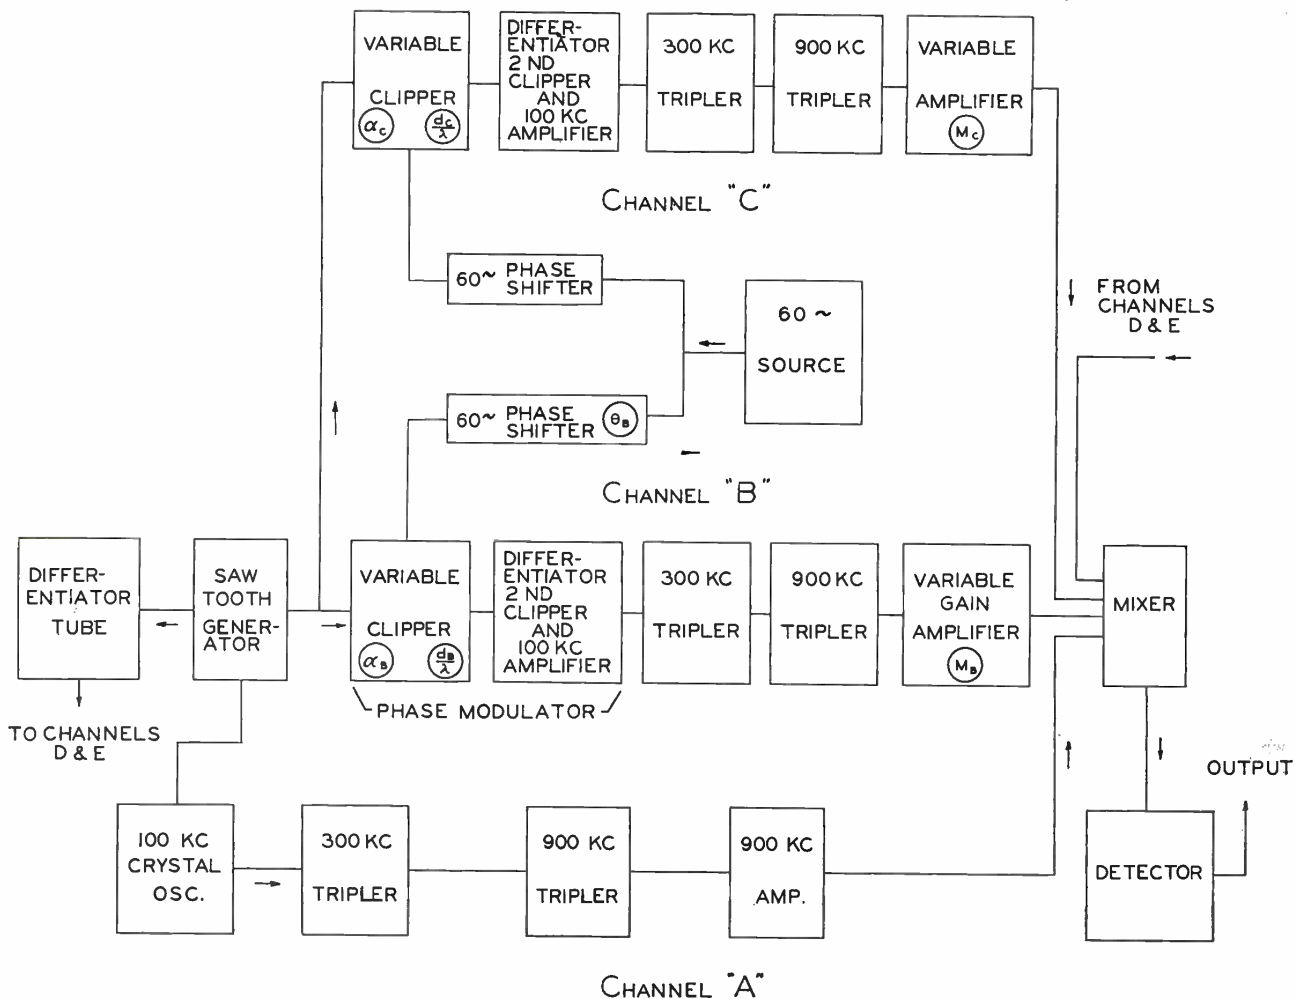 VARIABLE
CLIPPER
αC
dC/λ
DIFFER-
ENTIATOR
2 ND
CLIPPER
AND
100 KC
AMPLIFIER
300 KC
TRIPLER
900 KC
TRIPLER
VARIABLE
AMPLIFIER
MC
CHANNEL "C"
60~ PHASE
SHIFTER
60 ~
SOURCE
FROM
CHANNELS
D & E
60~ PHASE
SHIFTER
θB
CHANNEL "B"
DIFFER-
ENTIATOR
TUBE
SAW
TOOTH
GENER-
ATOR
VARIABLE
CLIPPER
αB
dB/λ
DIFFER-
ENTIATOR
2 ND
CLIPPER
AND
100 KC
AMPLIFIER
300 KC
TRIPLER
900 KC
TRIPLER
VARIABLE
GAIN
AMPLIFIER
MB
MIXER
PHASE MODULATOR
TO CHANNELS
D & E
OUTPUT
100 KC
CRYSTAL
OSC.
300 KC
TRIPLER
900 KC
TRIPLER
900 KC
AMP.
DETECTOR
CHANNEL "A"